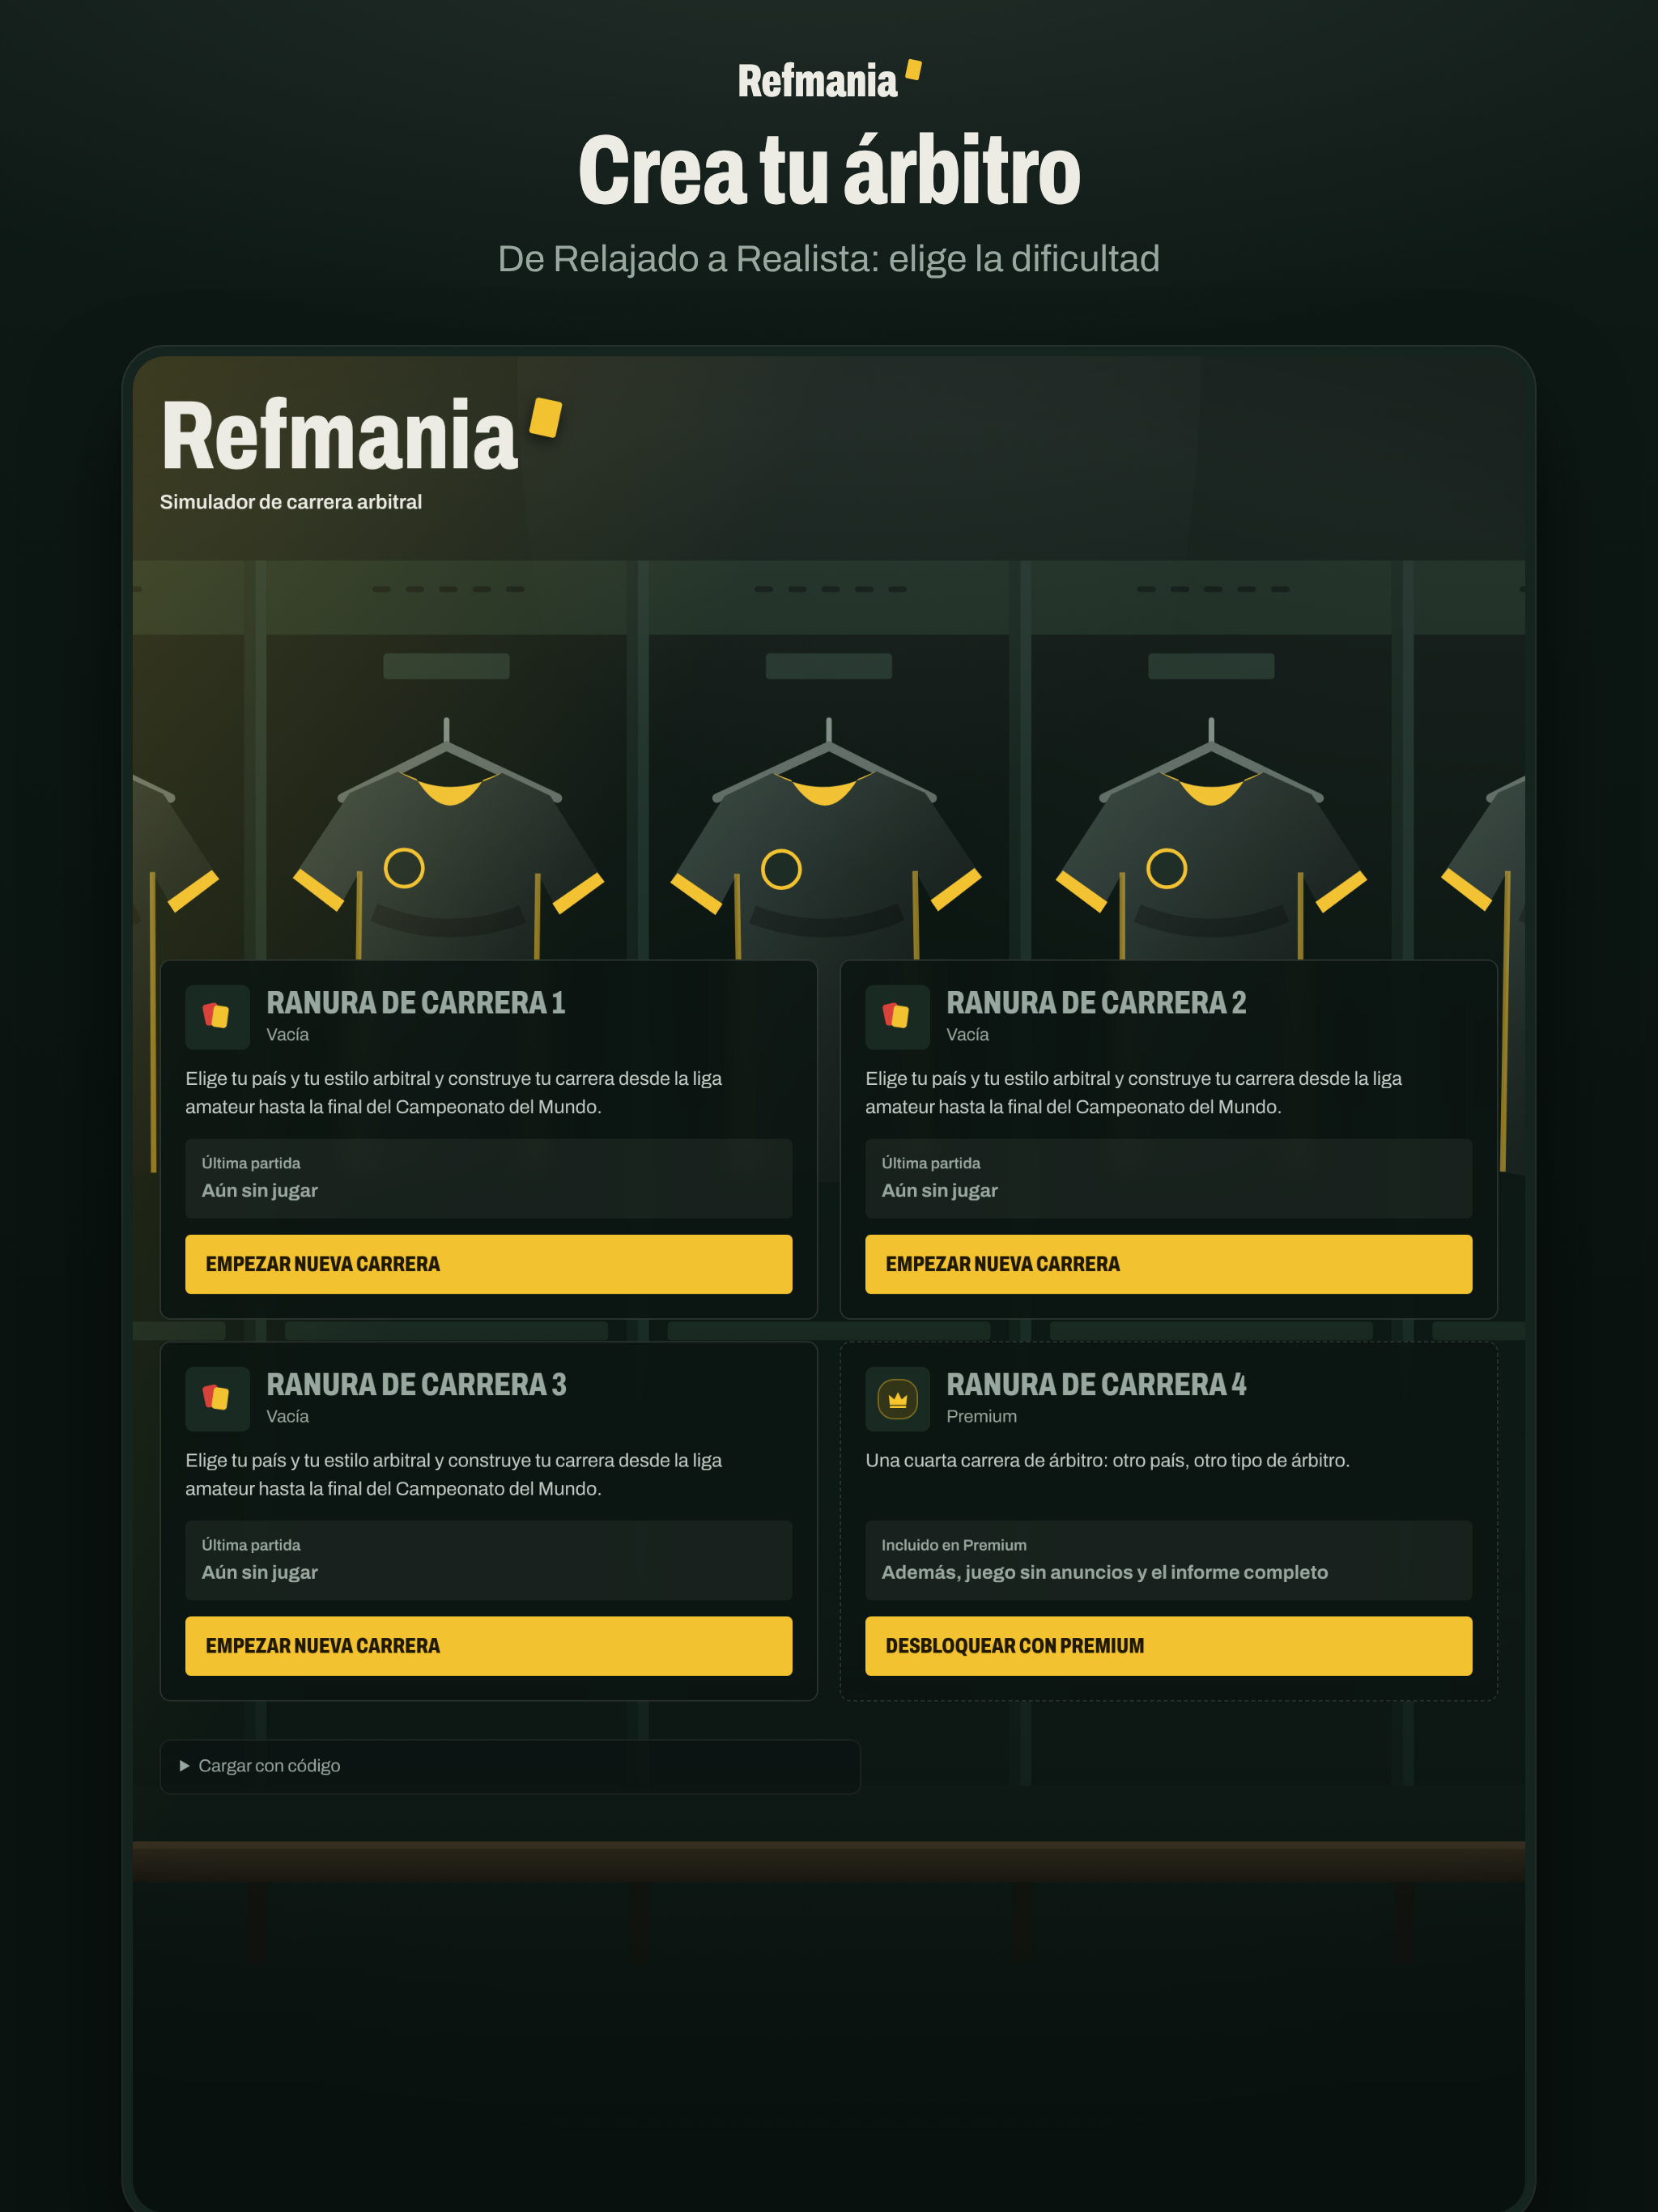 Refmania
Crea tu árbitro
De Relajado a Realista: elige la dificultad
Refmania
Simulador de carrera arbitral
RANURA DE CARRERA 1
Vacía
Elige tu país y tu estilo arbitral y construye tu carrera desde la liga
amateur hasta la final del Campeonato del Mundo.
Última partida
Aún sin jugar
EMPEZAR NUEVA CARRERA
RANURA DE CARRERA 2
Vacía
Elige tu país y tu estilo arbitral y construye tu carrera desde la liga
amateur hasta la final del Campeonato del Mundo.
Última partida
Aún sin jugar
EMPEZAR NUEVA CARRERA
RANURA DE CARRERA 3
Vacía
Elige tu país y tu estilo arbitral y construye tu carrera desde la liga
amateur hasta la final del Campeonato del Mundo.
Última partida
Aún sin jugar
EMPEZAR NUEVA CARRERA
RANURA DE CARRERA 4
Premium
Una cuarta carrera de árbitro: otro país, otro tipo de árbitro.
Incluido en Premium
Además, juego sin anuncios y el informe completo
DESBLOQUEAR CON PREMIUM
Cargar con código